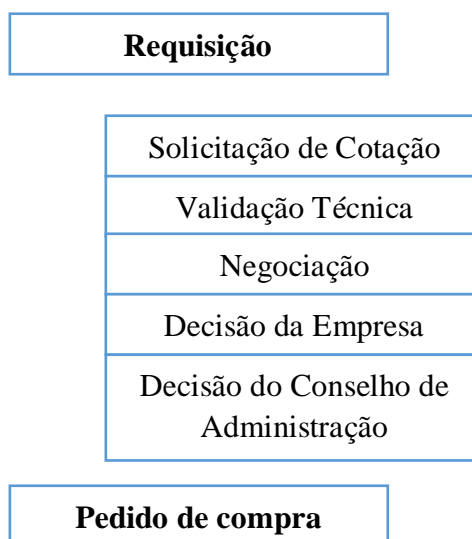 Requisição
Solicitação de Cotação
Validação Técnica
Negociação
Decisão da Empresa
Decisão do Conselho de
Administração
Pedido de compra